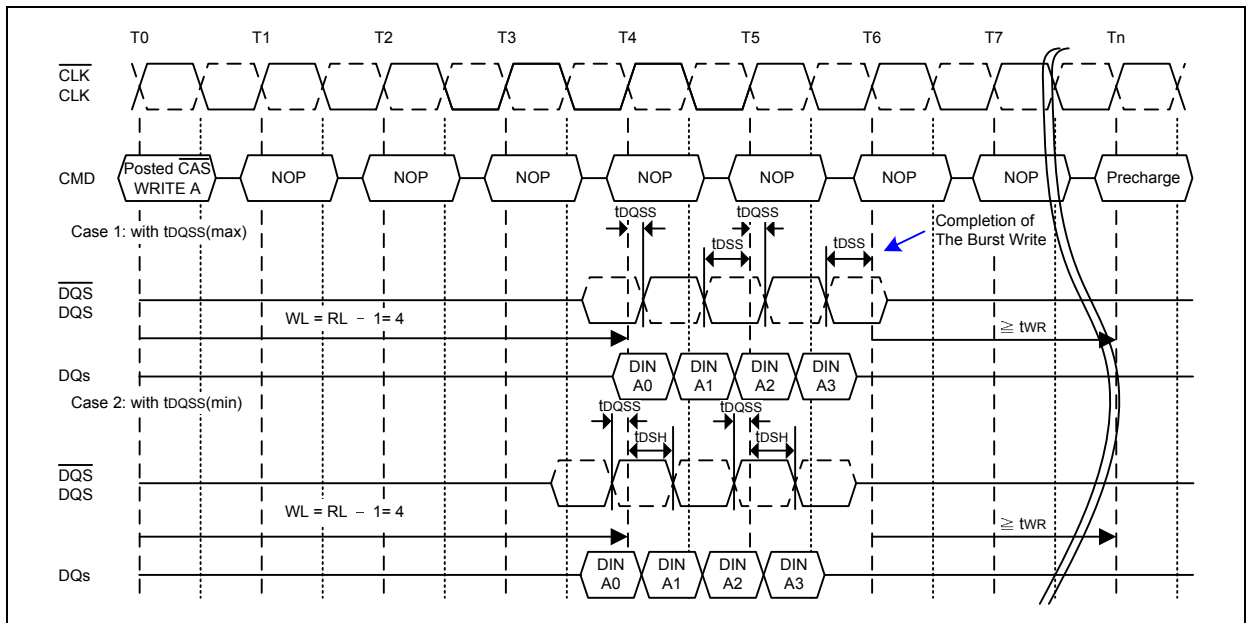 T0 T1 T2 T3 T4 T5 T6 T7 Tn
CLK
CLK
CMD
Posted CAS
WRITE A
NOP NOP NOP NOP NOP NOP NOP Precharge
Case 1: with tDQSS(max)
tDQSS tDQSS
tDSS tDSS
Completion of
The Burst Write
DQS
DQS
WL = RL − 1= 4
≧ tWR
DQs
DIN A0
DIN A1
DIN A2
DIN A3
Case 2: with tDQSS(min)
tDQSS tDQSS
tDSH tDSH
DQS
DQS
WL = RL − 1= 4
≧ tWR
DQs
DIN A0
DIN A1
DIN A2
DIN A3